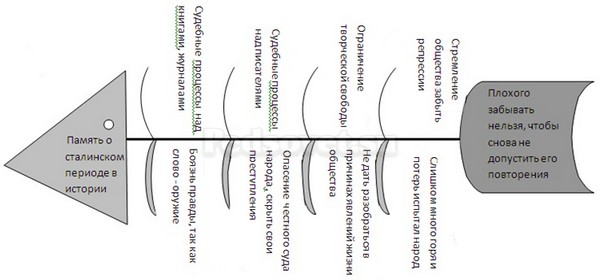 Память о
сталинском
периоде в
истории
Судебные процессы над
книгами, журналами
Судебные процессы
над писателями
Ограничение
творческой свободы
Стремление
общества забыть
репрессии
Боязнь правды, так как
слово - оружие
Опасение честного суда
народа, скрыть свои
преступления
Не дать разобраться в
причинах явлений жизни
общества
Слишком много горя и
потерь испытал народ
Плохого
забывать
нельзя, чтобы
снова не
допустить его
повторения